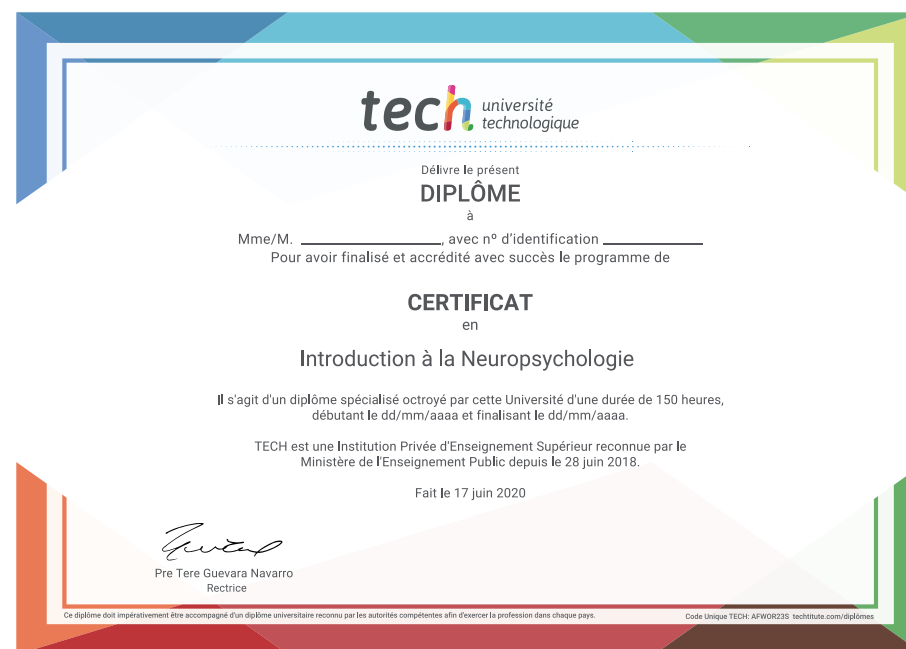 tech université
technologique
Délivre le présent
DIPLÔME
à
Mme/M. ____________________, avec nº d'identification ______________
Pour avoir finalisé et accrédité avec succès le programme de
CERTIFICAT
en
Introduction à la Neuropsychologie
Il s'agit d'un diplôme spécialisé octroyé par cette Université d'une durée de 150 heures,
débutant le dd/mm/aaaa et finalisant le dd/mm/aaaa.
TECH est une Institution Privée d'Enseignement Supérieur reconnue par le
Ministère de l'Enseignement Public depuis le 28 juin 2018.
Fait le 17 juin 2020
Pre Tere Guevara Navarro
Rectrice
Ce diplôme doit impérativement être accompagné d'un diplôme universitaire reconnu par les autorités compétentes afin d'exercer la profession dans chaque pays.
Code Unique TECH: AFWOR23S techtitute.com/diplômes